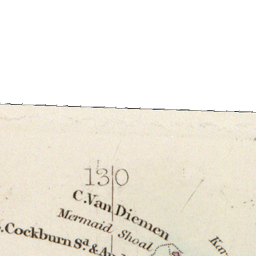 130
C. Van Diemen
Mermaid Shoal
Cockburn Sd. &